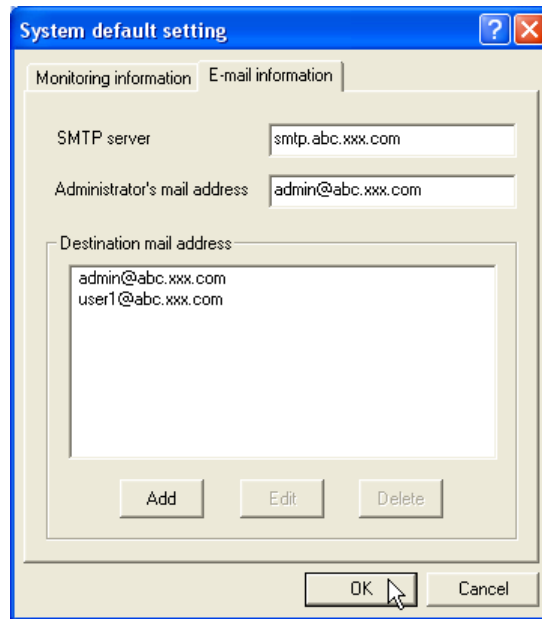 System default setting
Monitoring information E-mail information
SMTP server smtp.abc.xxx.com
Administrator's mail address admin@abc.xxx.com
Destination mail address
admin@abc.xxx.com
user1@abc.xxx.com
Add Edit Delete
OK Cancel